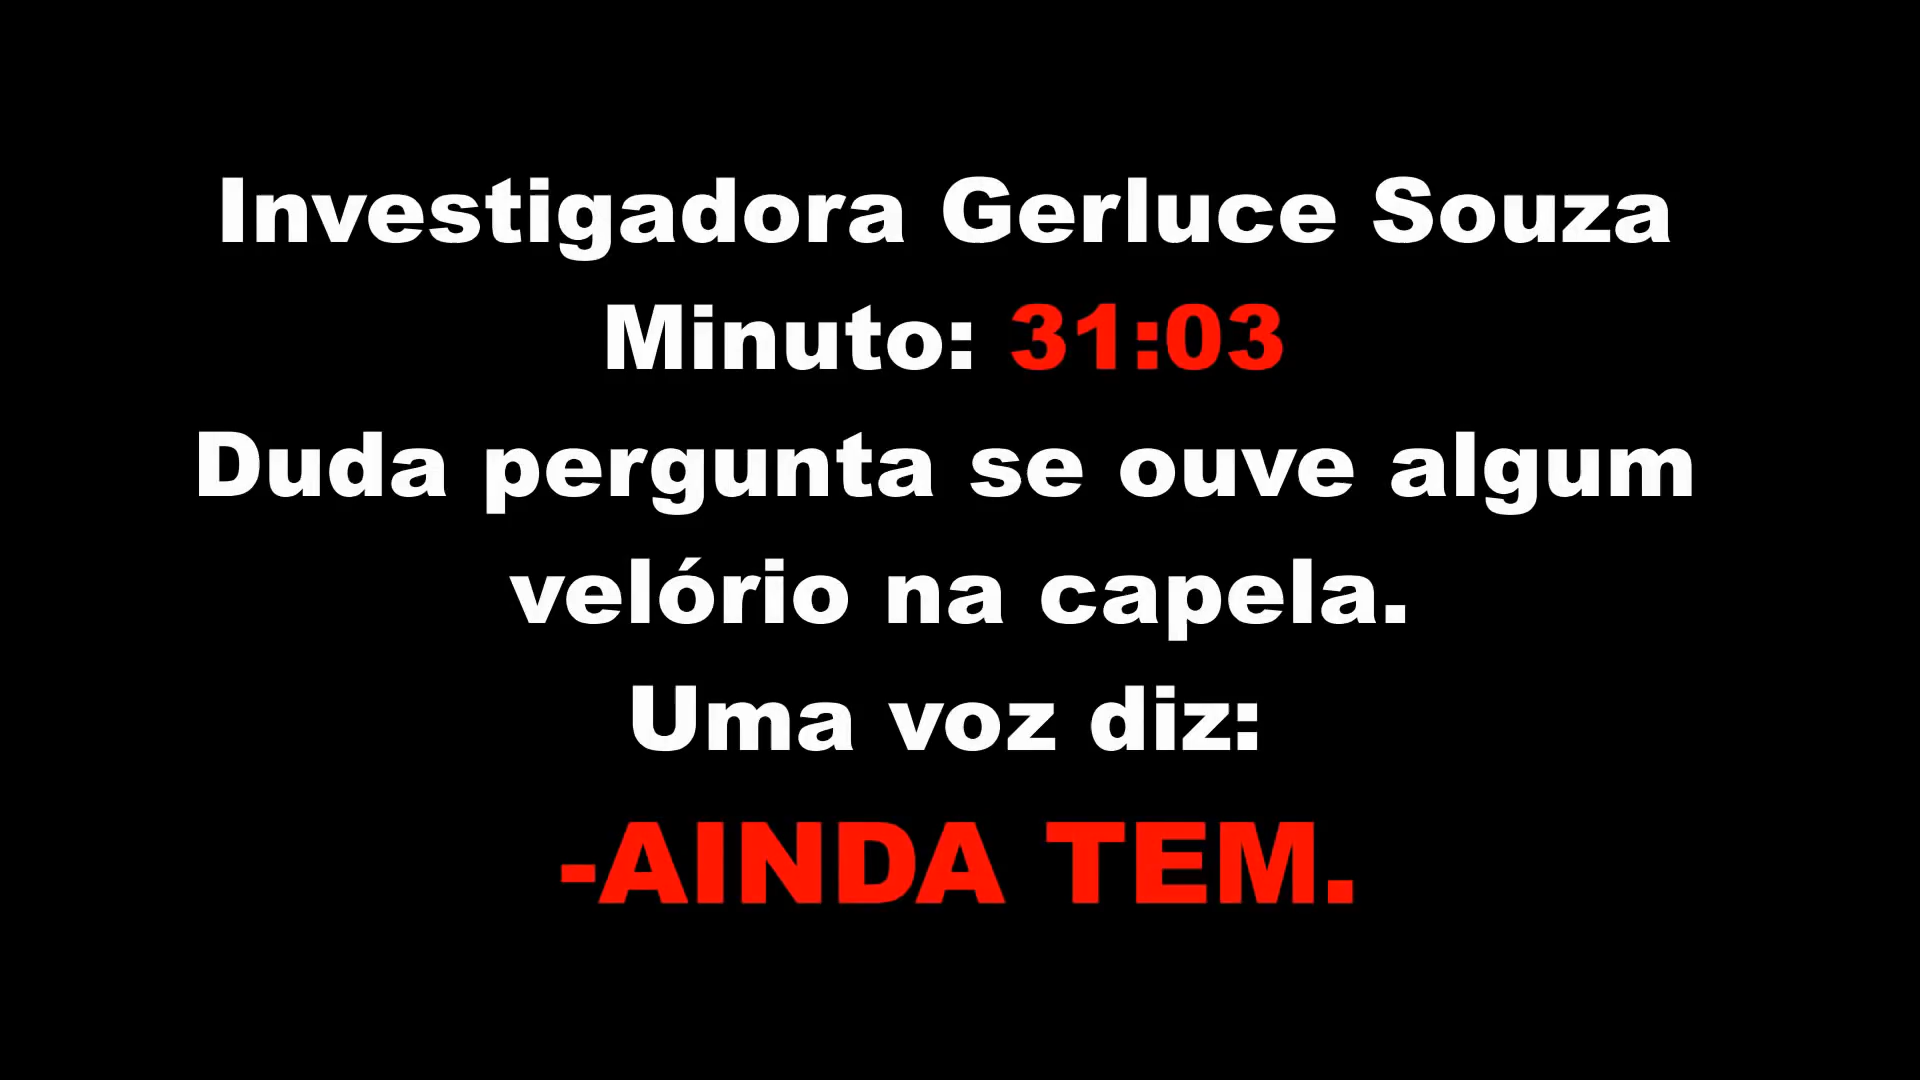 Investigadora Gerluce Souza
Minuto: 31:03
Duda pergunta se ouve algum
velório na capela.
Uma voz diz:
-AINDA TEM.